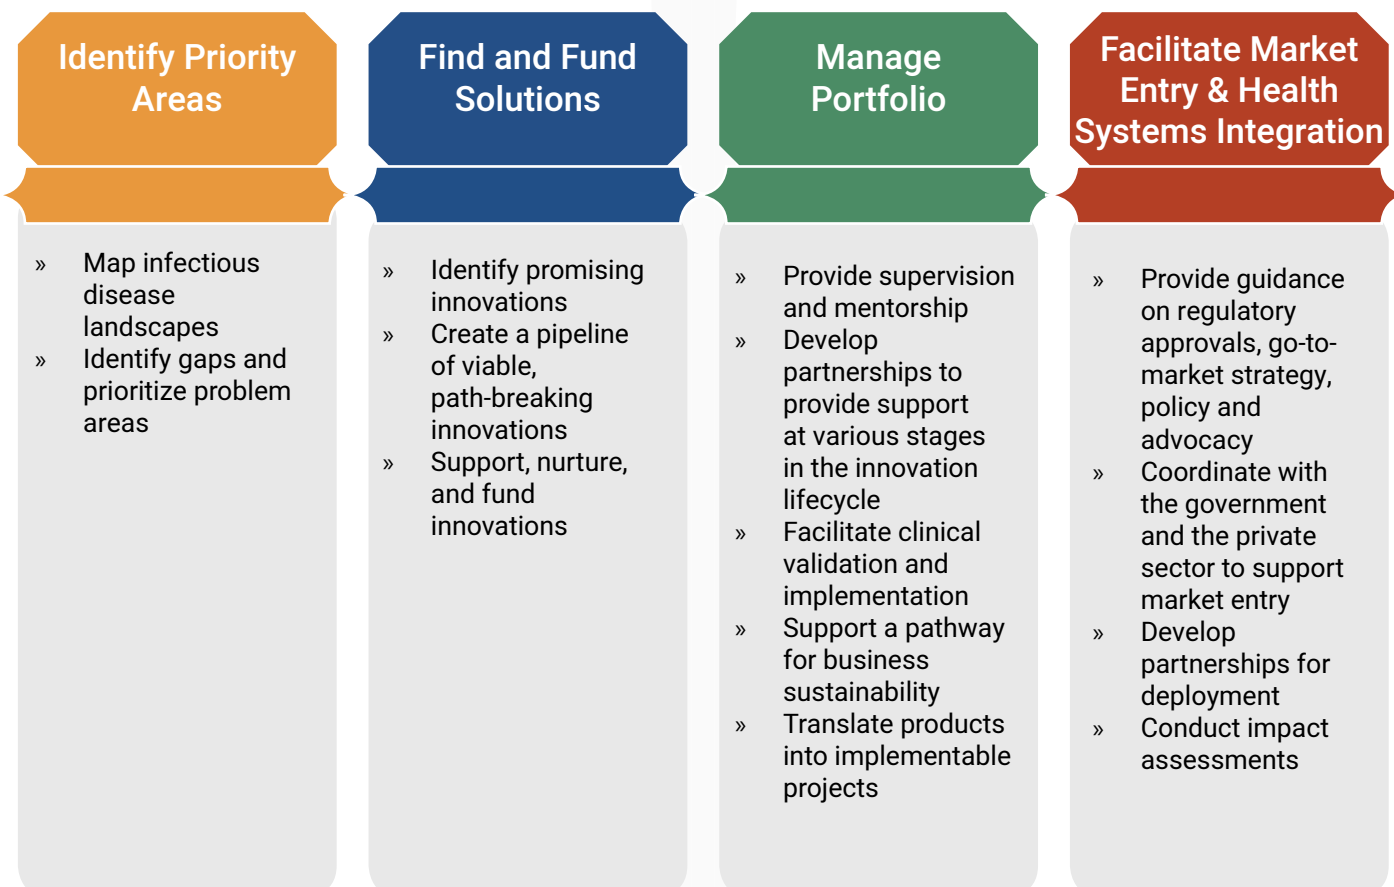 Identify Priority
Areas
» Map infectious
disease
landscapes
» Identify gaps and
prioritize problem
areas
Find and Fund
Solutions
» Identify promising
innovations
» Create a pipeline
of viable,
path-breaking
innovations
» Support, nurture,
and fund
innovations
Manage
Portfolio
» Provide supervision
and mentorship
» Develop
partnerships to
provide support
at various stages
in the innovation
lifecycle
» Facilitate clinical
validation and
implementation
» Support a pathway
for business
sustainability
» Translate products
into implementable
projects
Facilitate Market
Entry & Health
Systems Integration
» Provide guidance
on regulatory
approvals, go-to-
market strategy,
policy and
advocacy
» Coordinate with
the government
and the private
sector to support
market entry
» Develop
partnerships for
deployment
» Conduct impact
assessments